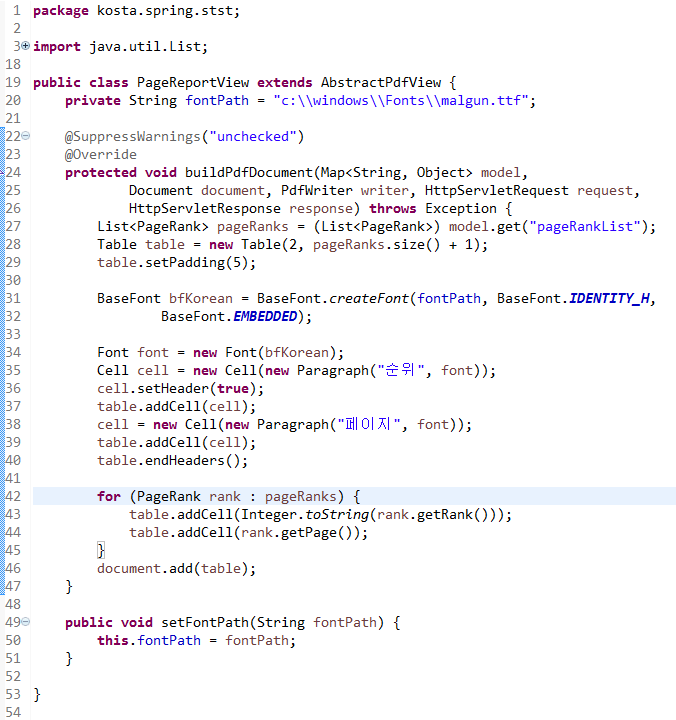 1 package kosta.spring.stst;
2
3 import java.util.List;
18
19 public class PageReportView extends AbstractPdfView {
20     private String fontPath = "c:\\windows\\Fonts\\malgun.ttf";
21
22     @SuppressWarnings("unchecked")
23     @Override
24     protected void buildPdfDocument(Map<String, Object> model,
25             Document document, PdfWriter writer, HttpServletRequest request,
26             HttpServletResponse response) throws Exception {
27         List<PageRank> pageRanks = (List<PageRank>) model.get("pageRankList");
28         Table table = new Table(2, pageRanks.size() + 1);
29         table.setPadding(5);
30
31         BaseFont bfKorean = BaseFont.createFont(fontPath, BaseFont.IDENTITY_H,
32                 BaseFont.EMBEDDED);
33
34         Font font = new Font(bfKorean);
35         Cell cell = new Cell(new Paragraph("순위", font));
36         cell.setHeader(true);
37         table.addCell(cell);
38         cell = new Cell(new Paragraph("페이지", font));
39         table.addCell(cell);
40         table.endHeaders();
41
42         for (PageRank rank : pageRanks) {
43             table.addCell(Integer.toString(rank.getRank()));
44             table.addCell(rank.getPage());
45         }
46         document.add(table);
47     }
48
49     public void setFontPath(String fontPath) {
50         this.fontPath = fontPath;
51     }
52
53 }
54